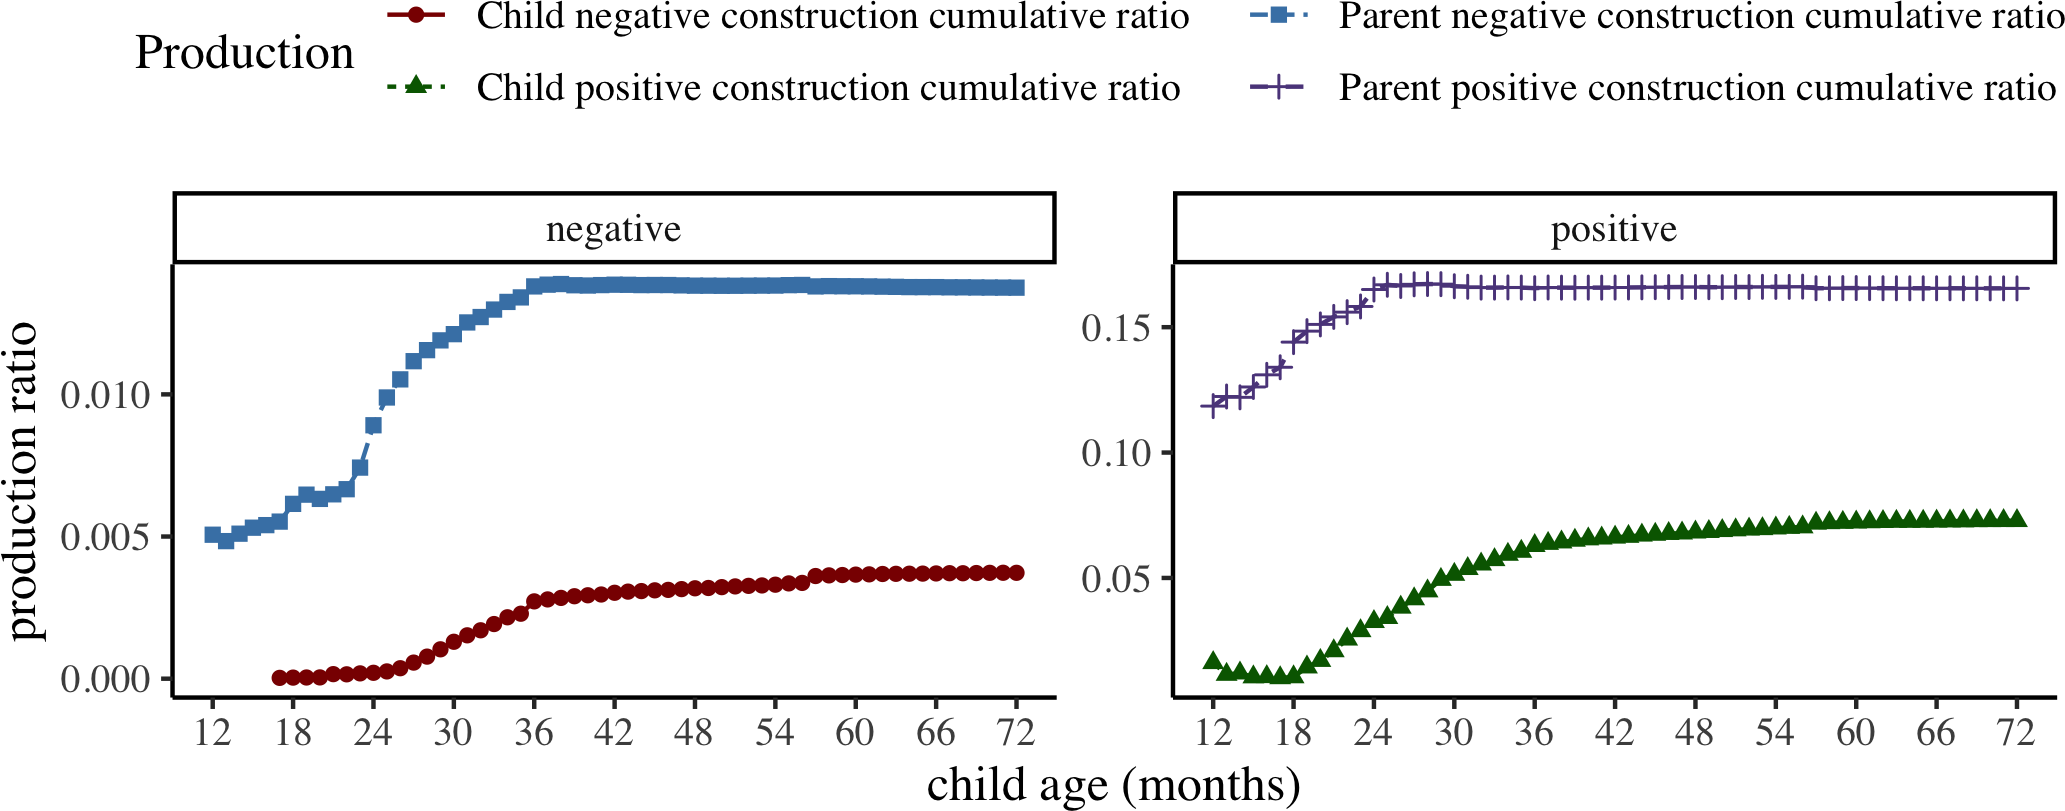 Production
Child negative construction cumulative ratio
Parent negative construction cumulative ratio
Child positive construction cumulative ratio
Parent positive construction cumulative ratio
negative
positive
production ratio
0.010
0.005
0.000
0.15
0.10
0.05
12 18 24 30 36 42 48 54 60 66 72
12 18 24 30 36 42 48 54 60 66 72
child age (months)